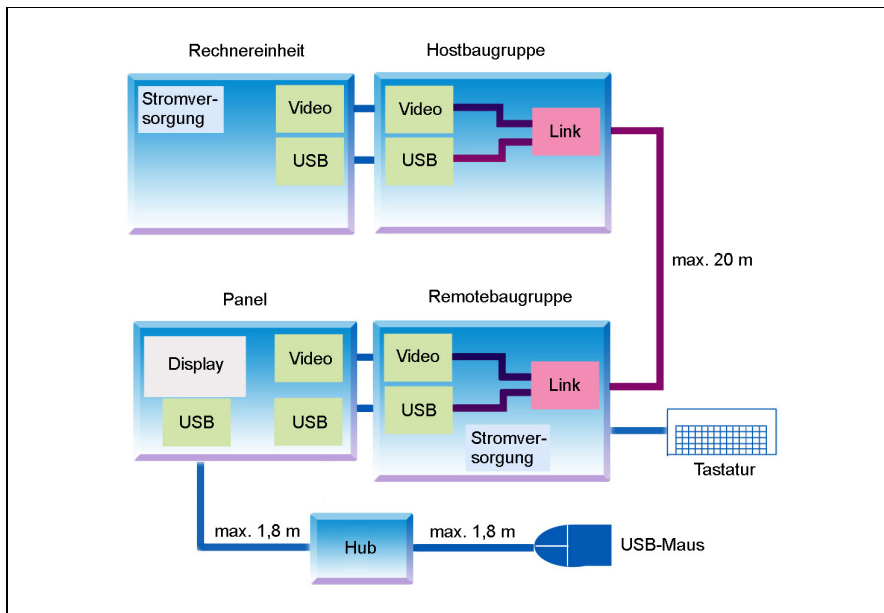 Rechnereinheit
Hostbaugruppe
Stromver-
sorgung
Video
USB
Video
USB
Link
max. 20 m
Panel
Remotebaugruppe
Display
USB
Video
USB
Video
USB
Link
Stromver-
sorgung
Tastatur
max. 1,8 m
Hub
max. 1,8 m
USB-Maus